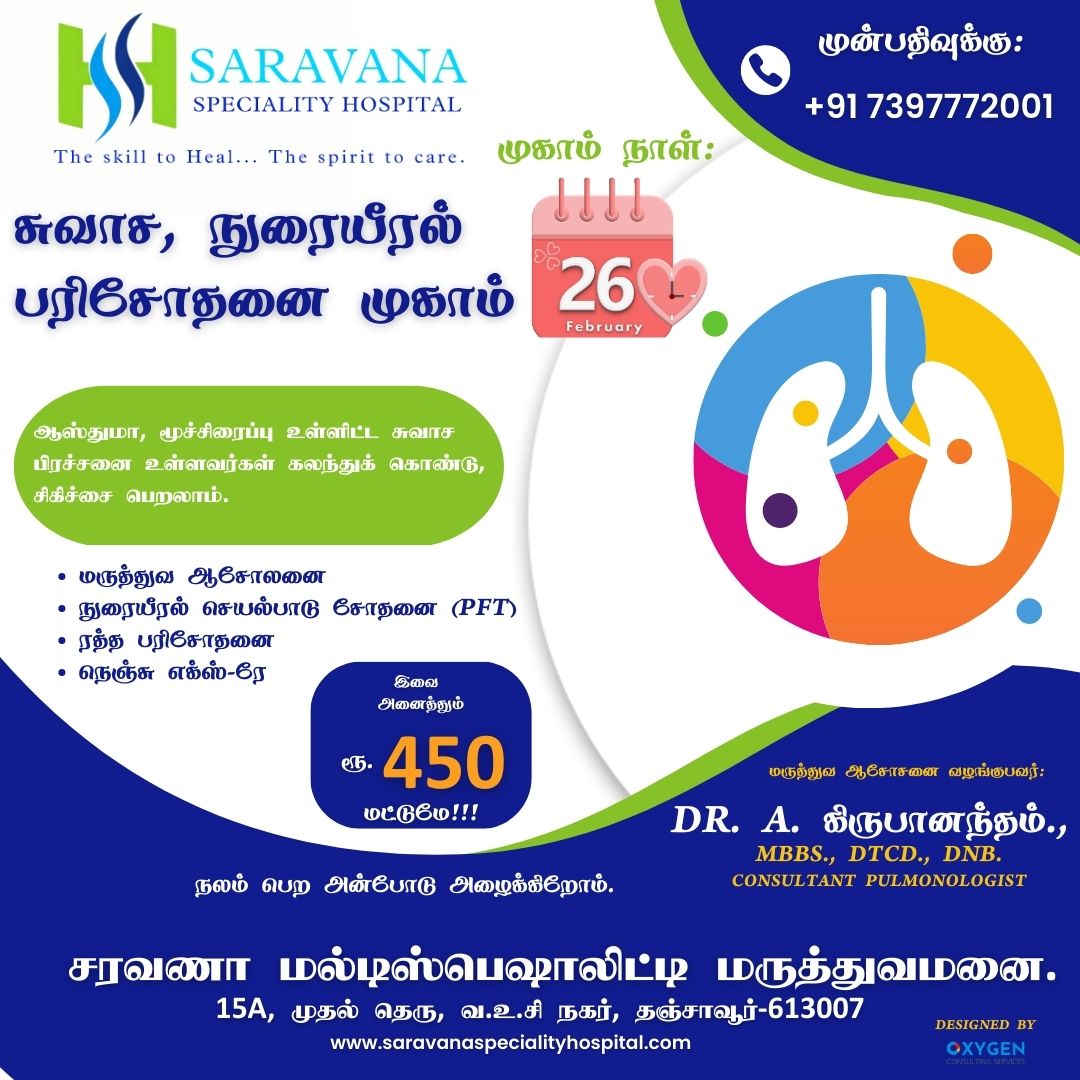 SARAVANA
SPECIALITY HOSPITAL
The skill to Heal... The spirit to care.
முன்பதிவுக்கு:
+91 7397772001
முகாம் நாள்:
26
February
சுவாச, நுரையீரல்
பரிசோதனை முகாம்
ஆஸ்துமா, மூச்சிரைப்பு உள்ளிட்ட சுவாச
பிரச்சனை உள்ளவர்கள் கலந்துக் கொண்டு,
சிகிச்சை பெறலாம்.
• மருத்துவ ஆசோலனை
• நுரையீரல் செயல்பாடு சோதனை (PFT)
• ரத்த பரிசோதனை
• நெஞ்சு எக்ஸ்-ரே
இவை
அனைத்தும்
ரூ. 450
மட்டுமே!!!
மருத்துவ ஆசோசனை வழங்குபவர்:
DR. A. கிருபானந்தம்.,
MBBS., DTCD., DNB.
CONSULTANT PULMONOLOGIST
நலம் பெற அன்போடு அழைக்கிறோம்.
சரவணா மல்டிஸ்பெஷாலிட்டி மருத்துவமனை.
15A, முதல் தெரு, வ.உ.சி நகர், தஞ்சாவூர்-613007
www.saravanaspecialityhospital.com
DESIGNED BY
OXYGEN
CONSULTING SERVICES